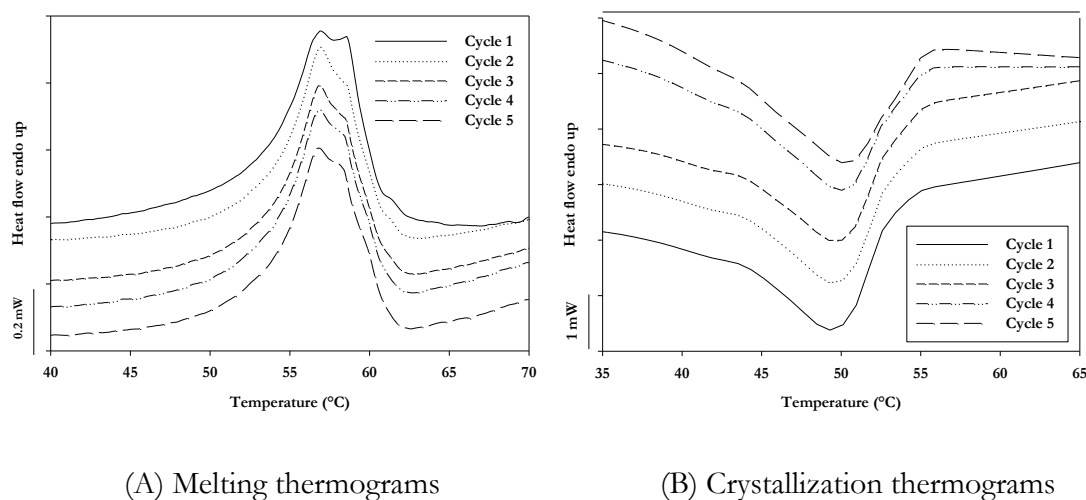 Heat flow endo up
0.2 mW
Cycle 1
Cycle 2
Cycle 3
Cycle 4
Cycle 5
40 45 50 55 60 65 70
Temperature (°C)
(A) Melting thermograms
Heat flow endo up
1 mW
Cycle 1
Cycle 2
Cycle 3
Cycle 4
Cycle 5
35 40 45 50 55 60 65
Temperature (°C)
(B) Crystallization thermograms